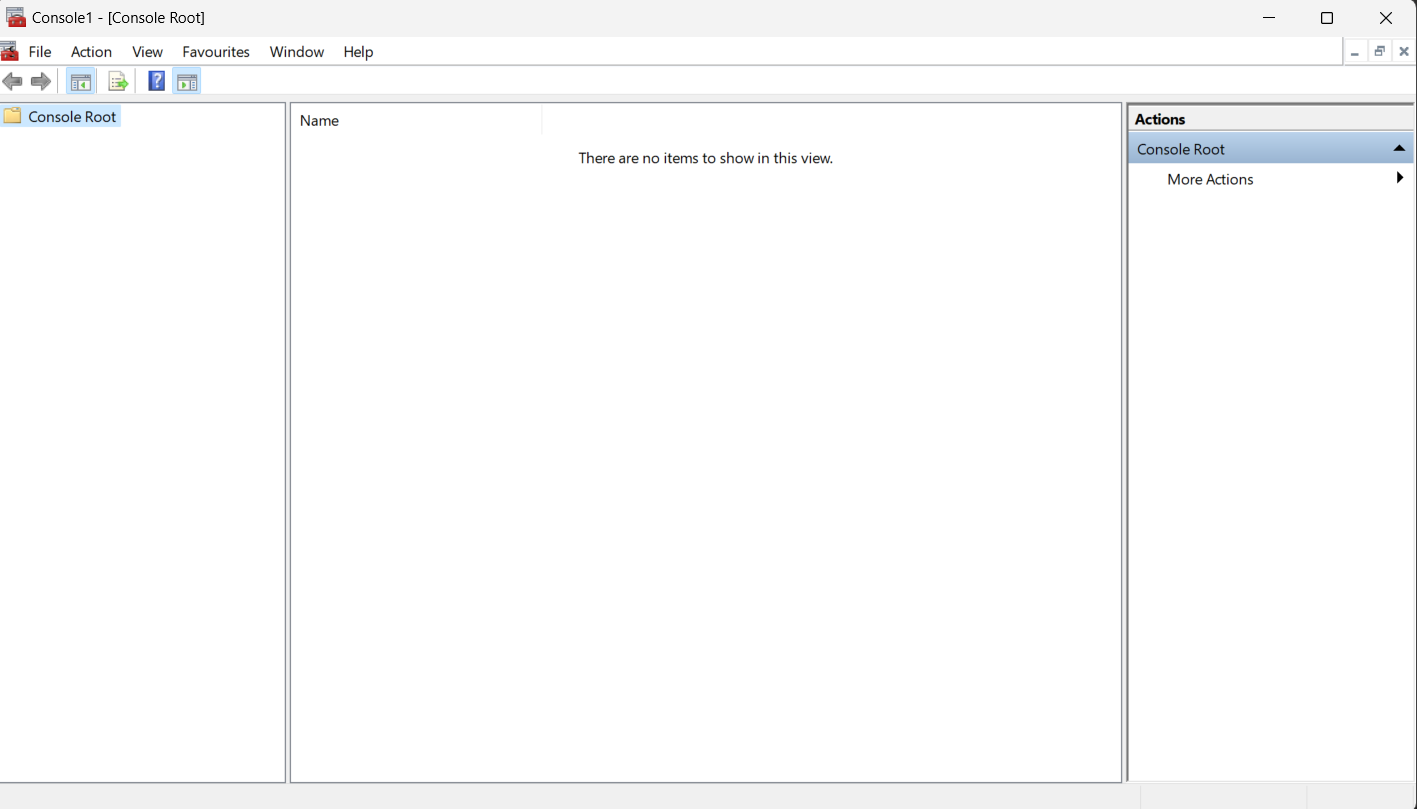 Console1 - [Console Root]
File Action View Favourites Window Help
Console Root
Name
There are no items to show in this view.
Actions
Console Root
More Actions